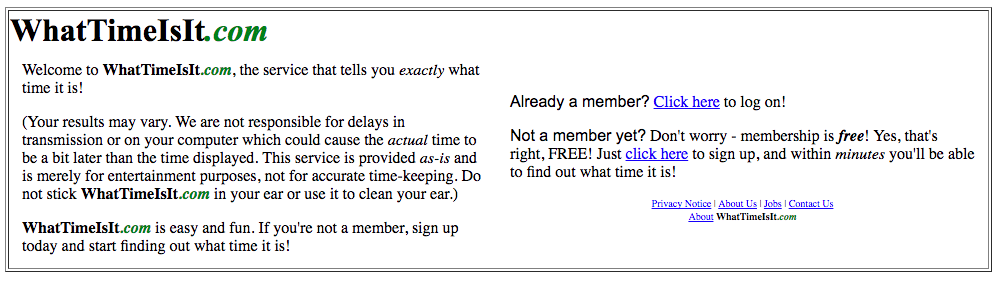 WhatTimeIsIt.com
Welcome to WhatTimeIsIt.com, the service that tells you exactly what
time it is!
(Your results may vary. We are not responsible for delays in
transmission or on your computer which could cause the actual time to
be a bit later than the time displayed. This service is provided as-is and
is merely for entertainment purposes, not for accurate time-keeping. Do
not stick WhatTimeIsIt.com in your ear or use it to clean your ear.)
WhatTimeIsIt.com is easy and fun. If you're not a member, sign up
today and start finding out what time it is!
Already a member? Click here to log on!
Not a member yet? Don't worry - membership is free! Yes, that's
right, FREE! Just click here to sign up, and within minutes you'll be able
to find out what time it is!
Privacy Notice | About Us | Jobs | Contact Us
About WhatTimeIsIt.com